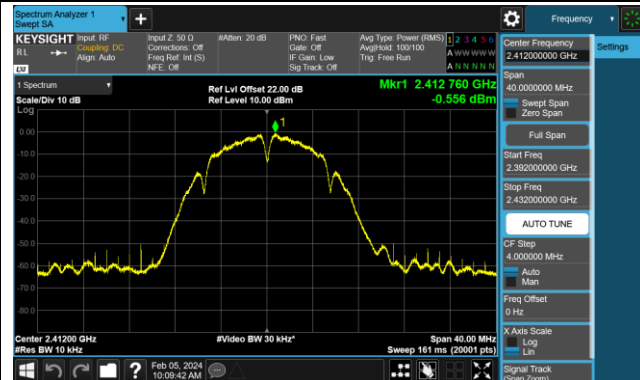 Spectrum Analyzer 1
Swept SA
Frequency
KEYSIGHT
RL
Input: RF
Coupling: DC
Align: Auto
Input Z: 50 Ω
Corrections: Off
Freq Ref: Int (S)
NFE: Off
#Atten: 20 dB
PNO: Fast
Gate: Off
IF Gain: Low
Sig Track: Off
Avg Type: Power (RMS)
Avg|Hold: 100/100
Trig: Free Run
1 2 3 4 5 6
A W W W W W
A N N N N N
Settings
Center Frequency
2.412000000 GHz
Span
40.0000000 MHz
Swept Span
Zero Span
Full Span
Start Freq
2.392000000 GHz
Stop Freq
2.432000000 GHz
AUTO TUNE
CF Step
4.000000 MHz
Auto
Man
Freq Offset
0 Hz
X Axis Scale
Log
Lin
Signal Track
(Span Zoom)
1 Spectrum
Scale/Div 10 dB
Log
Ref Lvl Offset 22.00 dB
Ref Level 10.00 dBm
Mkr1 2.412 760 GHz
-0.556 dBm
1
0.00
-10.0
-20.0
-30.0
-40.0
-50.0
-60.0
-70.0
-80.0
Center 2.41200 GHz
#Res BW 10 kHz
#Video BW 30 kHz*
Span 40.00 MHz
Sweep 161 ms (20001 pts)
?
Feb 05, 2024
10:09:42 AM